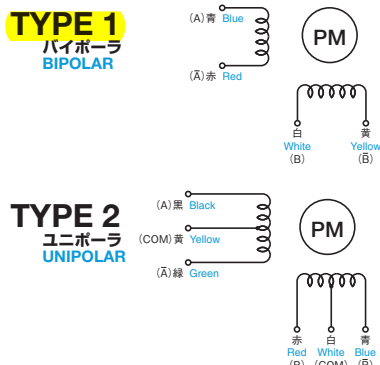 TYPE 1
バイポーラ
BIPOLAR
(A)青 Blue
(Ā)赤 Red
PM
白 黄
White Yellow
(B) (B̄)
TYPE 2
ユニポーラ
UNIPOLAR
(A)黒 Black
(COM)黄 Yellow
(Ā)緑 Green
PM
赤 白 青
Red White Blue
(B) (COM) (B̄)